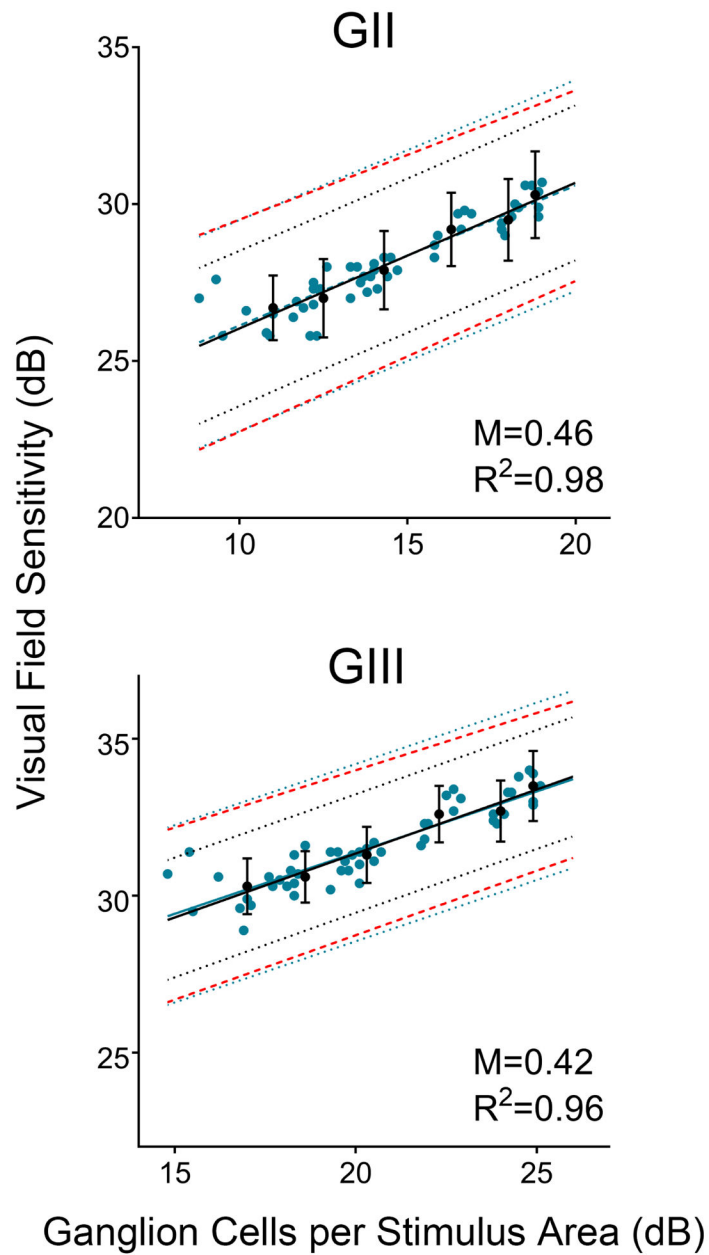 GII
35
30
25
20
M=0.46
R²=0.98
10 15 20
Visual Field Sensitivity (dB)
GIII
35
30
25
M=0.42
R²=0.96
15 20 25
Ganglion Cells per Stimulus Area (dB)